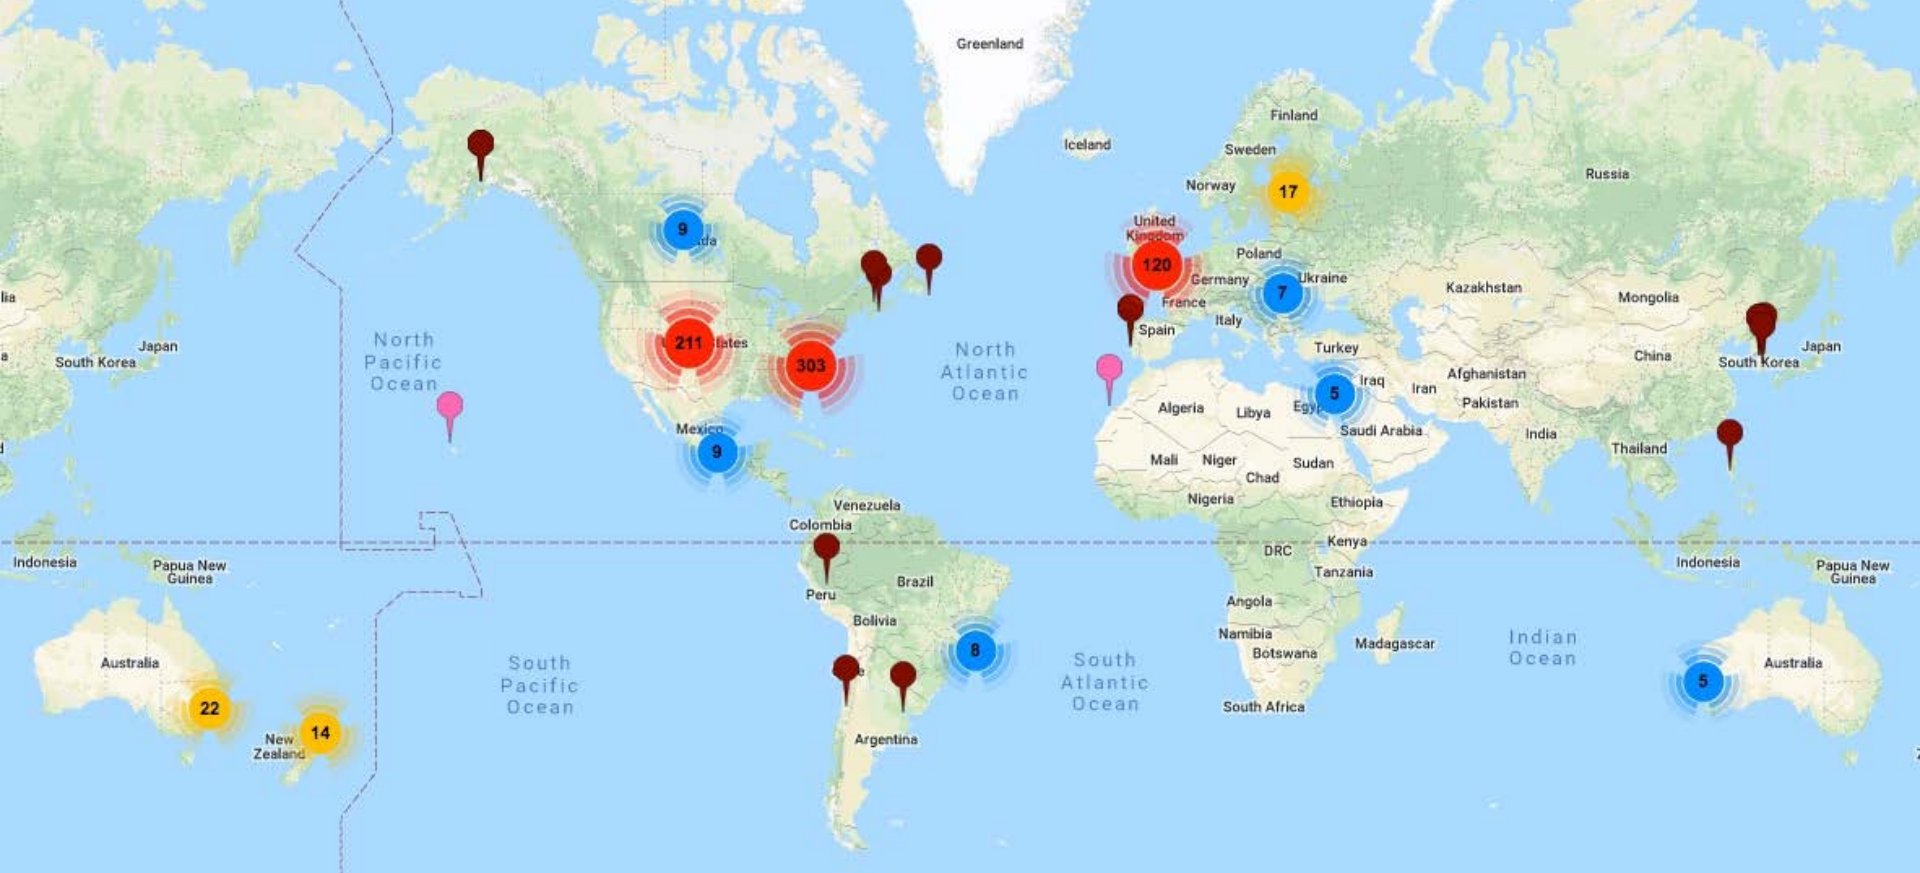 Greenland
Finland
Iceland
Sweden
Russia
Norway
17
United
Kingdom
9
da
120
Poland
Germany
Ukraine
7
Kazakhstan
Mongolia
lia
France
Italy
Spain
North
Pacific
Ocean
211
tates
303
North
Atlantic
Ocean
Turkey
Japan
South Korea
a
China
Japan
South Korea
Afghanistan
Iraq
Iran
Pakistan
5
Egyp
Algeria
Libya
Saudi Arabia
India
Thailand
Mexico
9
d
Mali
Niger
Chad
Sudan
Nigeria
Ethiopia
Venezuela
Colombia
DRC
Kenya
Indonesia
Papua New
Guinea
Tanzania
Indonesia
Papua New
Guinea
Brazil
Peru
Angola
Bolivia
Namibia
Botswana
Madagascar
Indian
Ocean
8
Australia
South
Pacific
Ocean
e
South
Atlantic
Ocean
Australia
5
22
14
South Africa
New
Zealand
Argentina